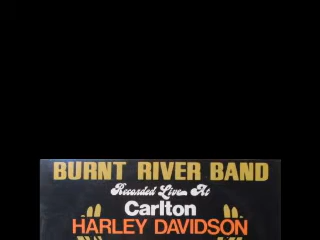 BURNT RIVER BAND
Recorded Live At
Carlton
HARLEY DAVIDSON